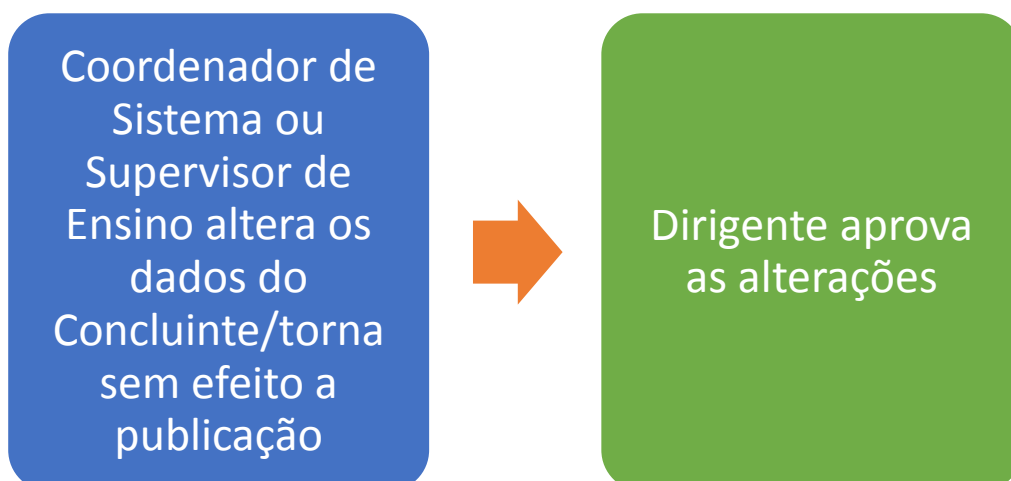 Coordenador de
Sistema ou
Supervisor de
Ensino altera os
dados do
Concluinte/torna
sem efeito a
publicação
Dirigente aprova
as alterações